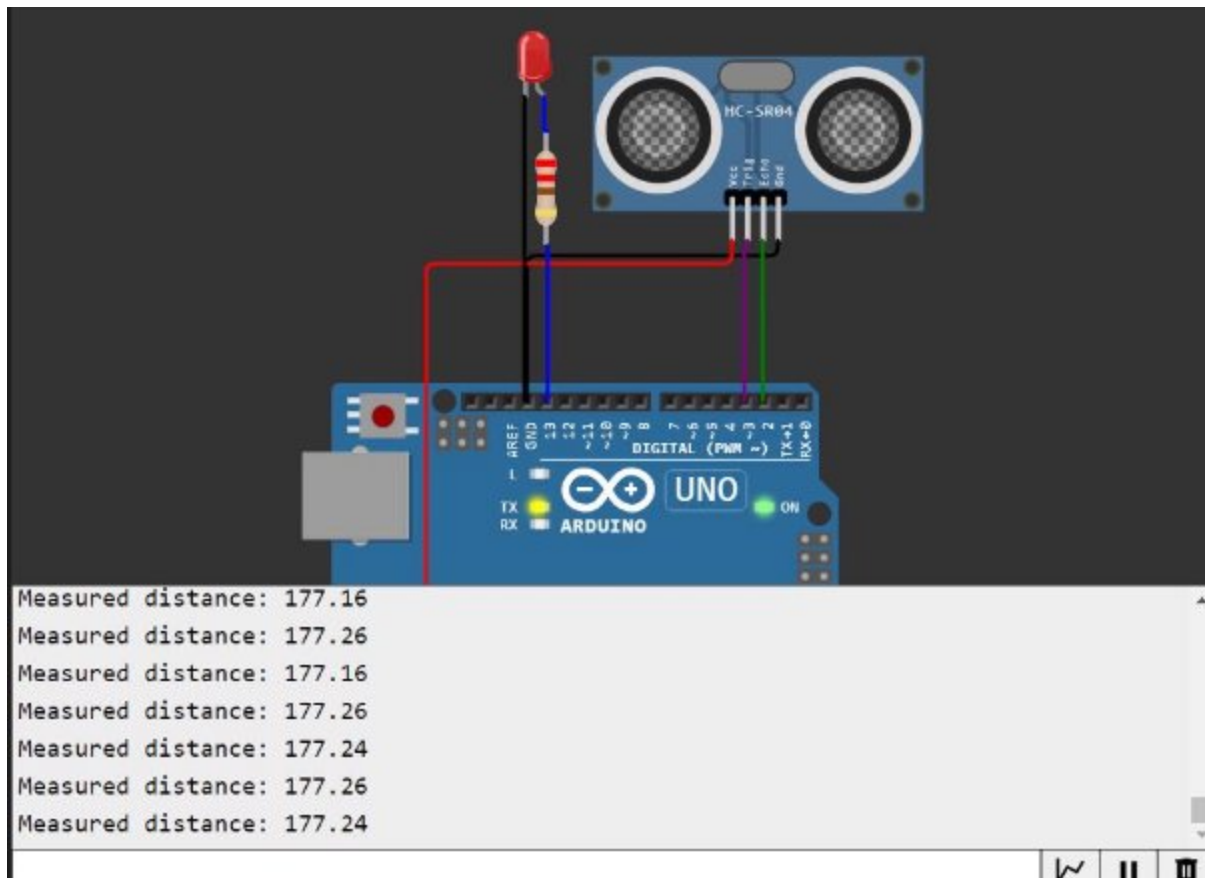 HC-SR04
Vcc
Trig
Echo
Gnd
AREF
GND
13
12
~11
~10
~9
8
7
~6
~5
4
~3
2
TX→1
RX←0
DIGITAL (PWM ~)
L
TX
RX
UNO
ARDUINO
ON
Measured distance: 177.16
Measured distance: 177.26
Measured distance: 177.16
Measured distance: 177.26
Measured distance: 177.24
Measured distance: 177.26
Measured distance: 177.24